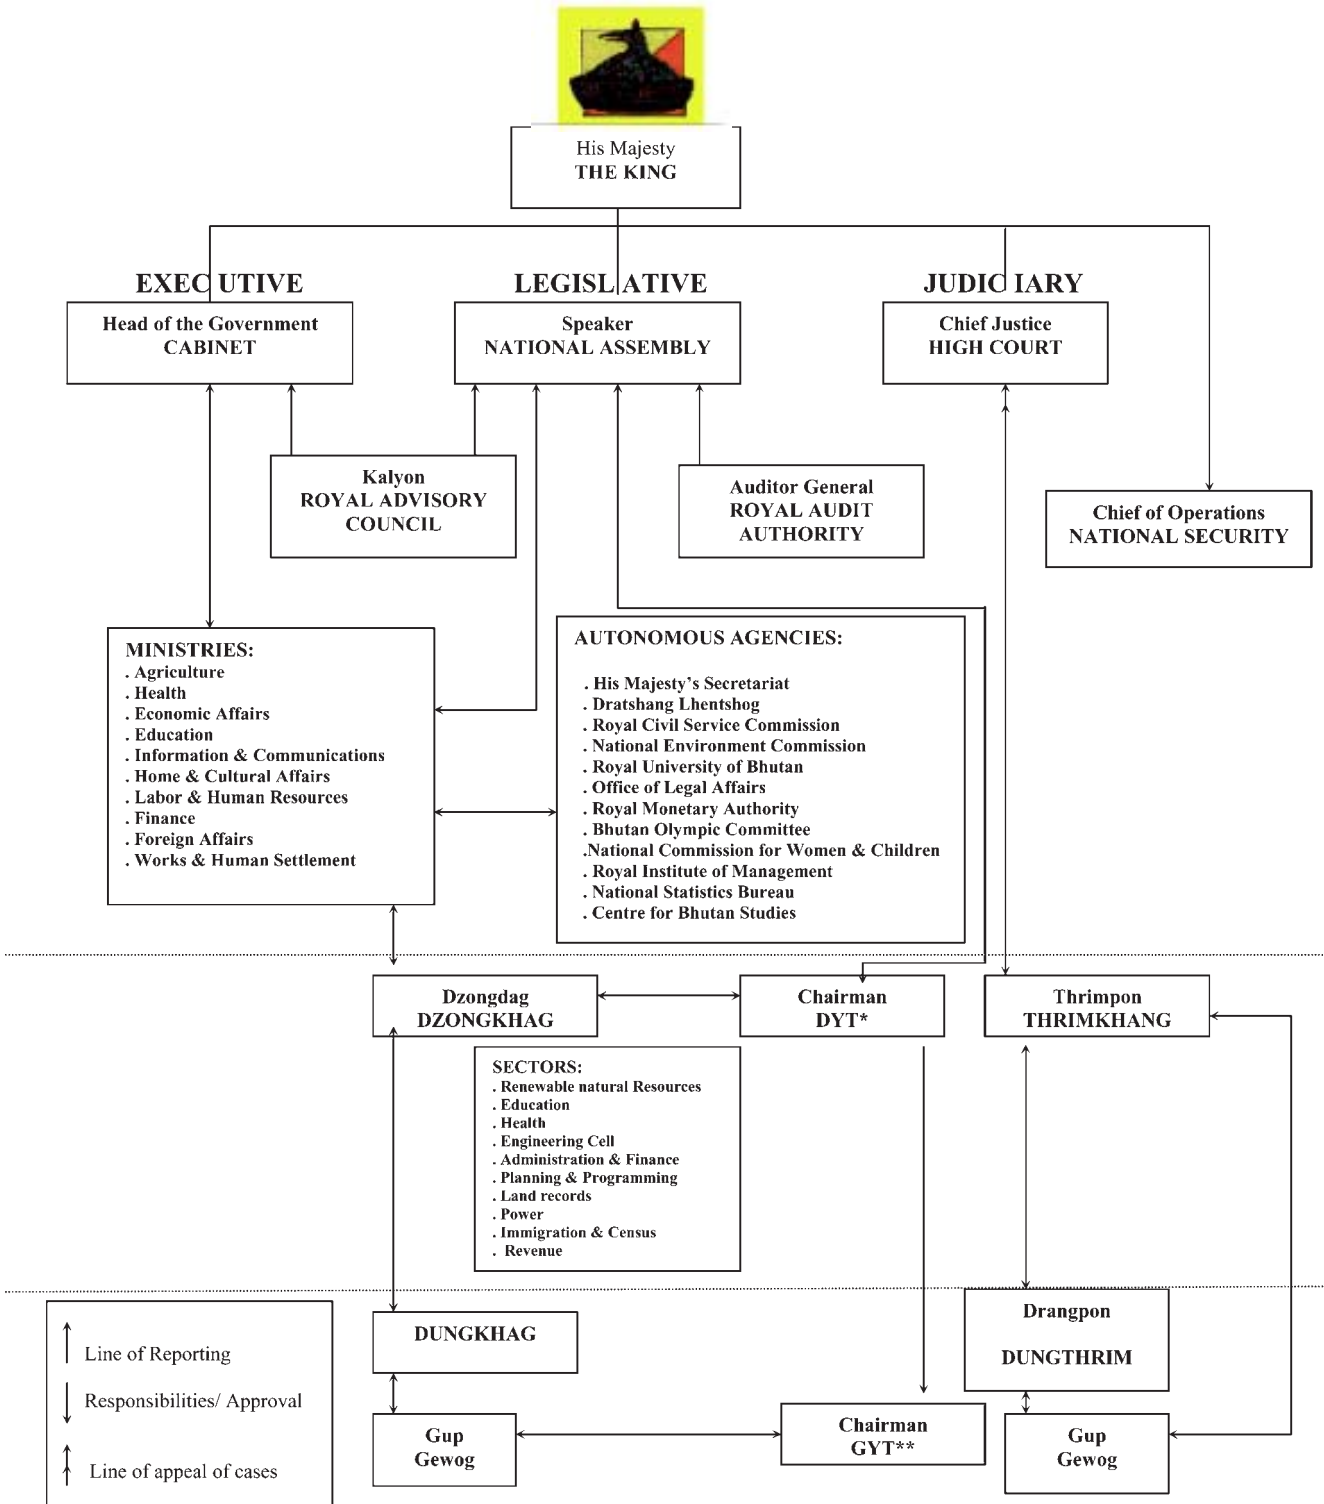 His Majesty
THE KING
EXECUTIVE
LEGISLATIVE
JUDICIARY
Head of the Government
CABINET
Speaker
NATIONAL ASSEMBLY
Chief Justice
HIGH COURT
Kalyon
ROYAL ADVISORY
COUNCIL
Auditor General
ROYAL AUDIT
AUTHORITY
Chief of Operations
NATIONAL SECURITY
MINISTRIES:
. Agriculture
. Health
. Economic Affairs
. Education
. Information & Communications
. Home & Cultural Affairs
. Labor & Human Resources
. Finance
. Foreign Affairs
. Works & Human Settlement
AUTONOMOUS AGENCIES:
. His Majesty's Secretariat
. Dratshang Lhentshog
. Royal Civil Service Commission
. National Environment Commission
. Royal University of Bhutan
. Office of Legal Affairs
. Royal Monetary Authority
. Bhutan Olympic Committee
.National Commission for Women & Children
. Royal Institute of Management
. National Statistics Bureau
. Centre for Bhutan Studies
Dzongdag
DZONGKHAG
Chairman
DYT*
Thrimpon
THRIMKHANG
SECTORS:
. Renewable natural Resources
. Education
. Health
. Engineering Cell
. Administration & Finance
. Planning & Programming
. Land records
. Power
. Immigration & Census
. Revenue
Line of Reporting
Responsibilities/ Approval
Line of appeal of cases
DUNGKHAG
Gup
Gewog
Chairman
GYT**
Drangpon
DUNGTHRIM
Gup
Gewog